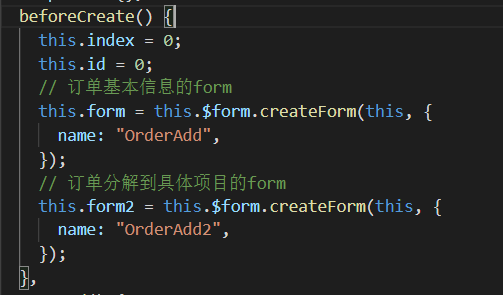 beforeCreate() {
this.index = 0;
this.id = 0;
// 订单基本信息的form
this.form = this.$form.createForm(this, {
name: "OrderAdd",
});
// 订单分解到具体项目的form
this.form2 = this.$form.createForm(this, {
name: "OrderAdd2",
});
},